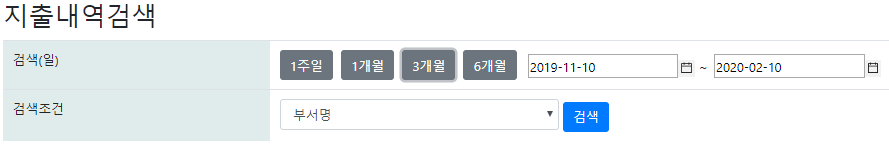 지출내역검색
검색(일) 1주일 1개월 3개월 6개월 2019-11-10 ~ 2020-02-10
검색조건 부서명 검색